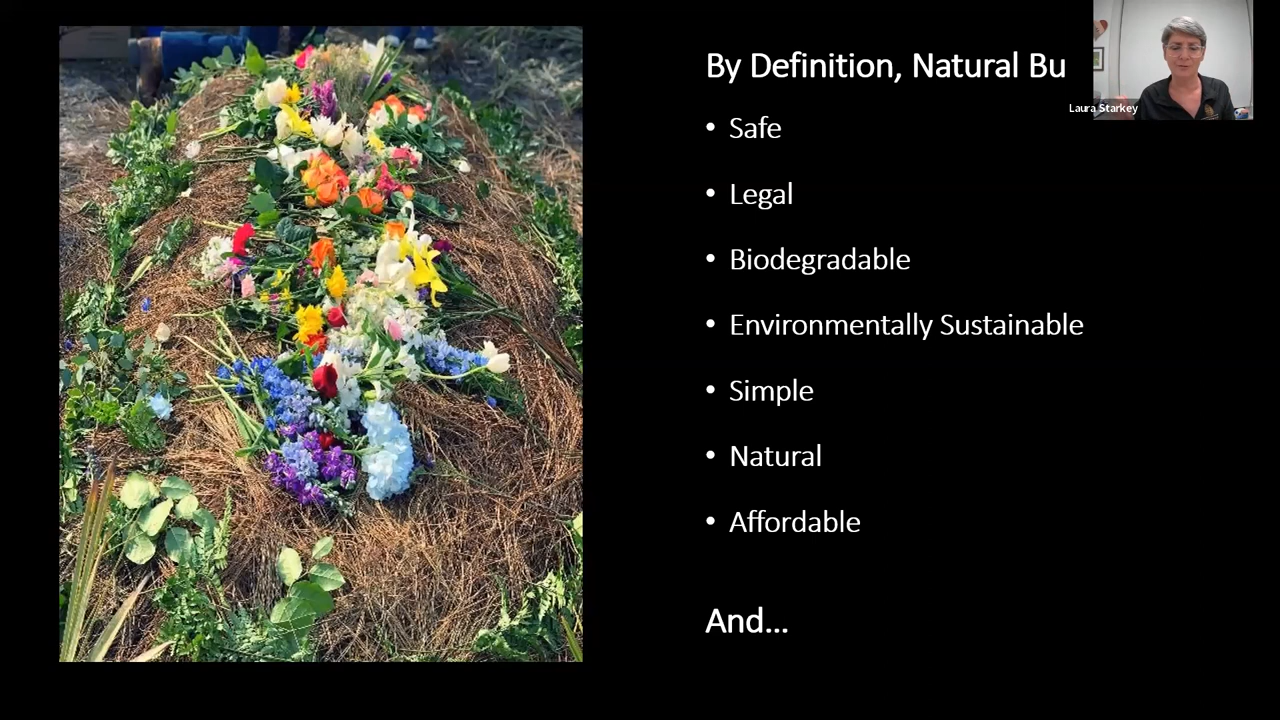 By Definition, Natural Bu
Laura Starkey
• Safe
• Legal
• Biodegradable
• Environmentally Sustainable
• Simple
• Natural
• Affordable
And...